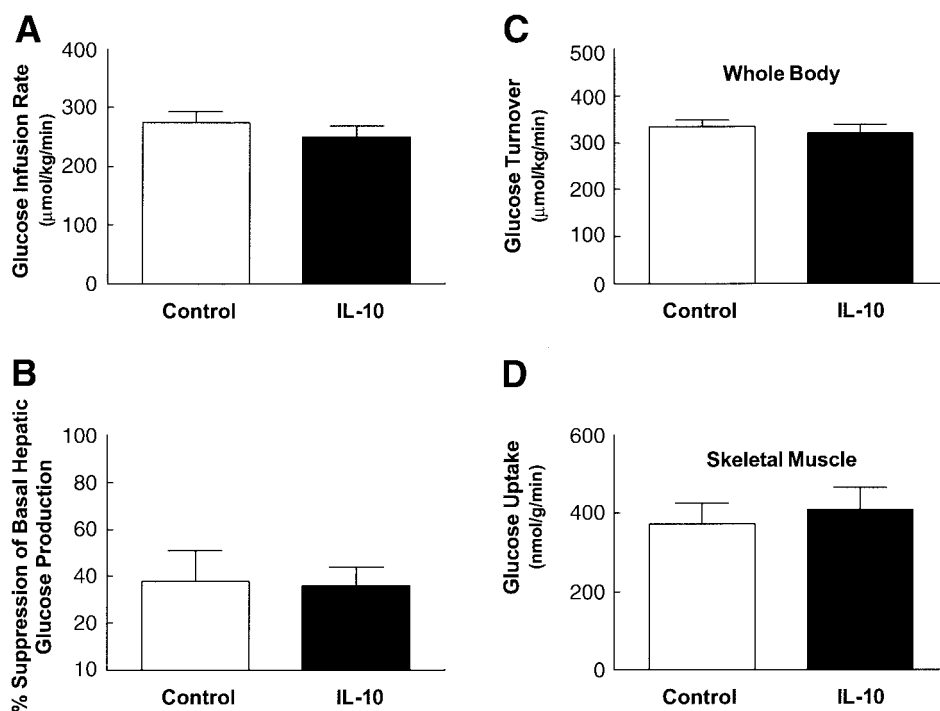 A
Glucose Infusion Rate
(μmol/kg/min)
400
300
200
100
0
Control
IL-10
B
% Suppression of Basal Hepatic
Glucose Production
100
80
60
40
20
10
Control
IL-10
C
Whole Body
Glucose Turnover
(μmol/kg/min)
500
400
300
200
100
0
Control
IL-10
D
Skeletal Muscle
Glucose Uptake
(nmol/g/min)
600
400
200
0
Control
IL-10